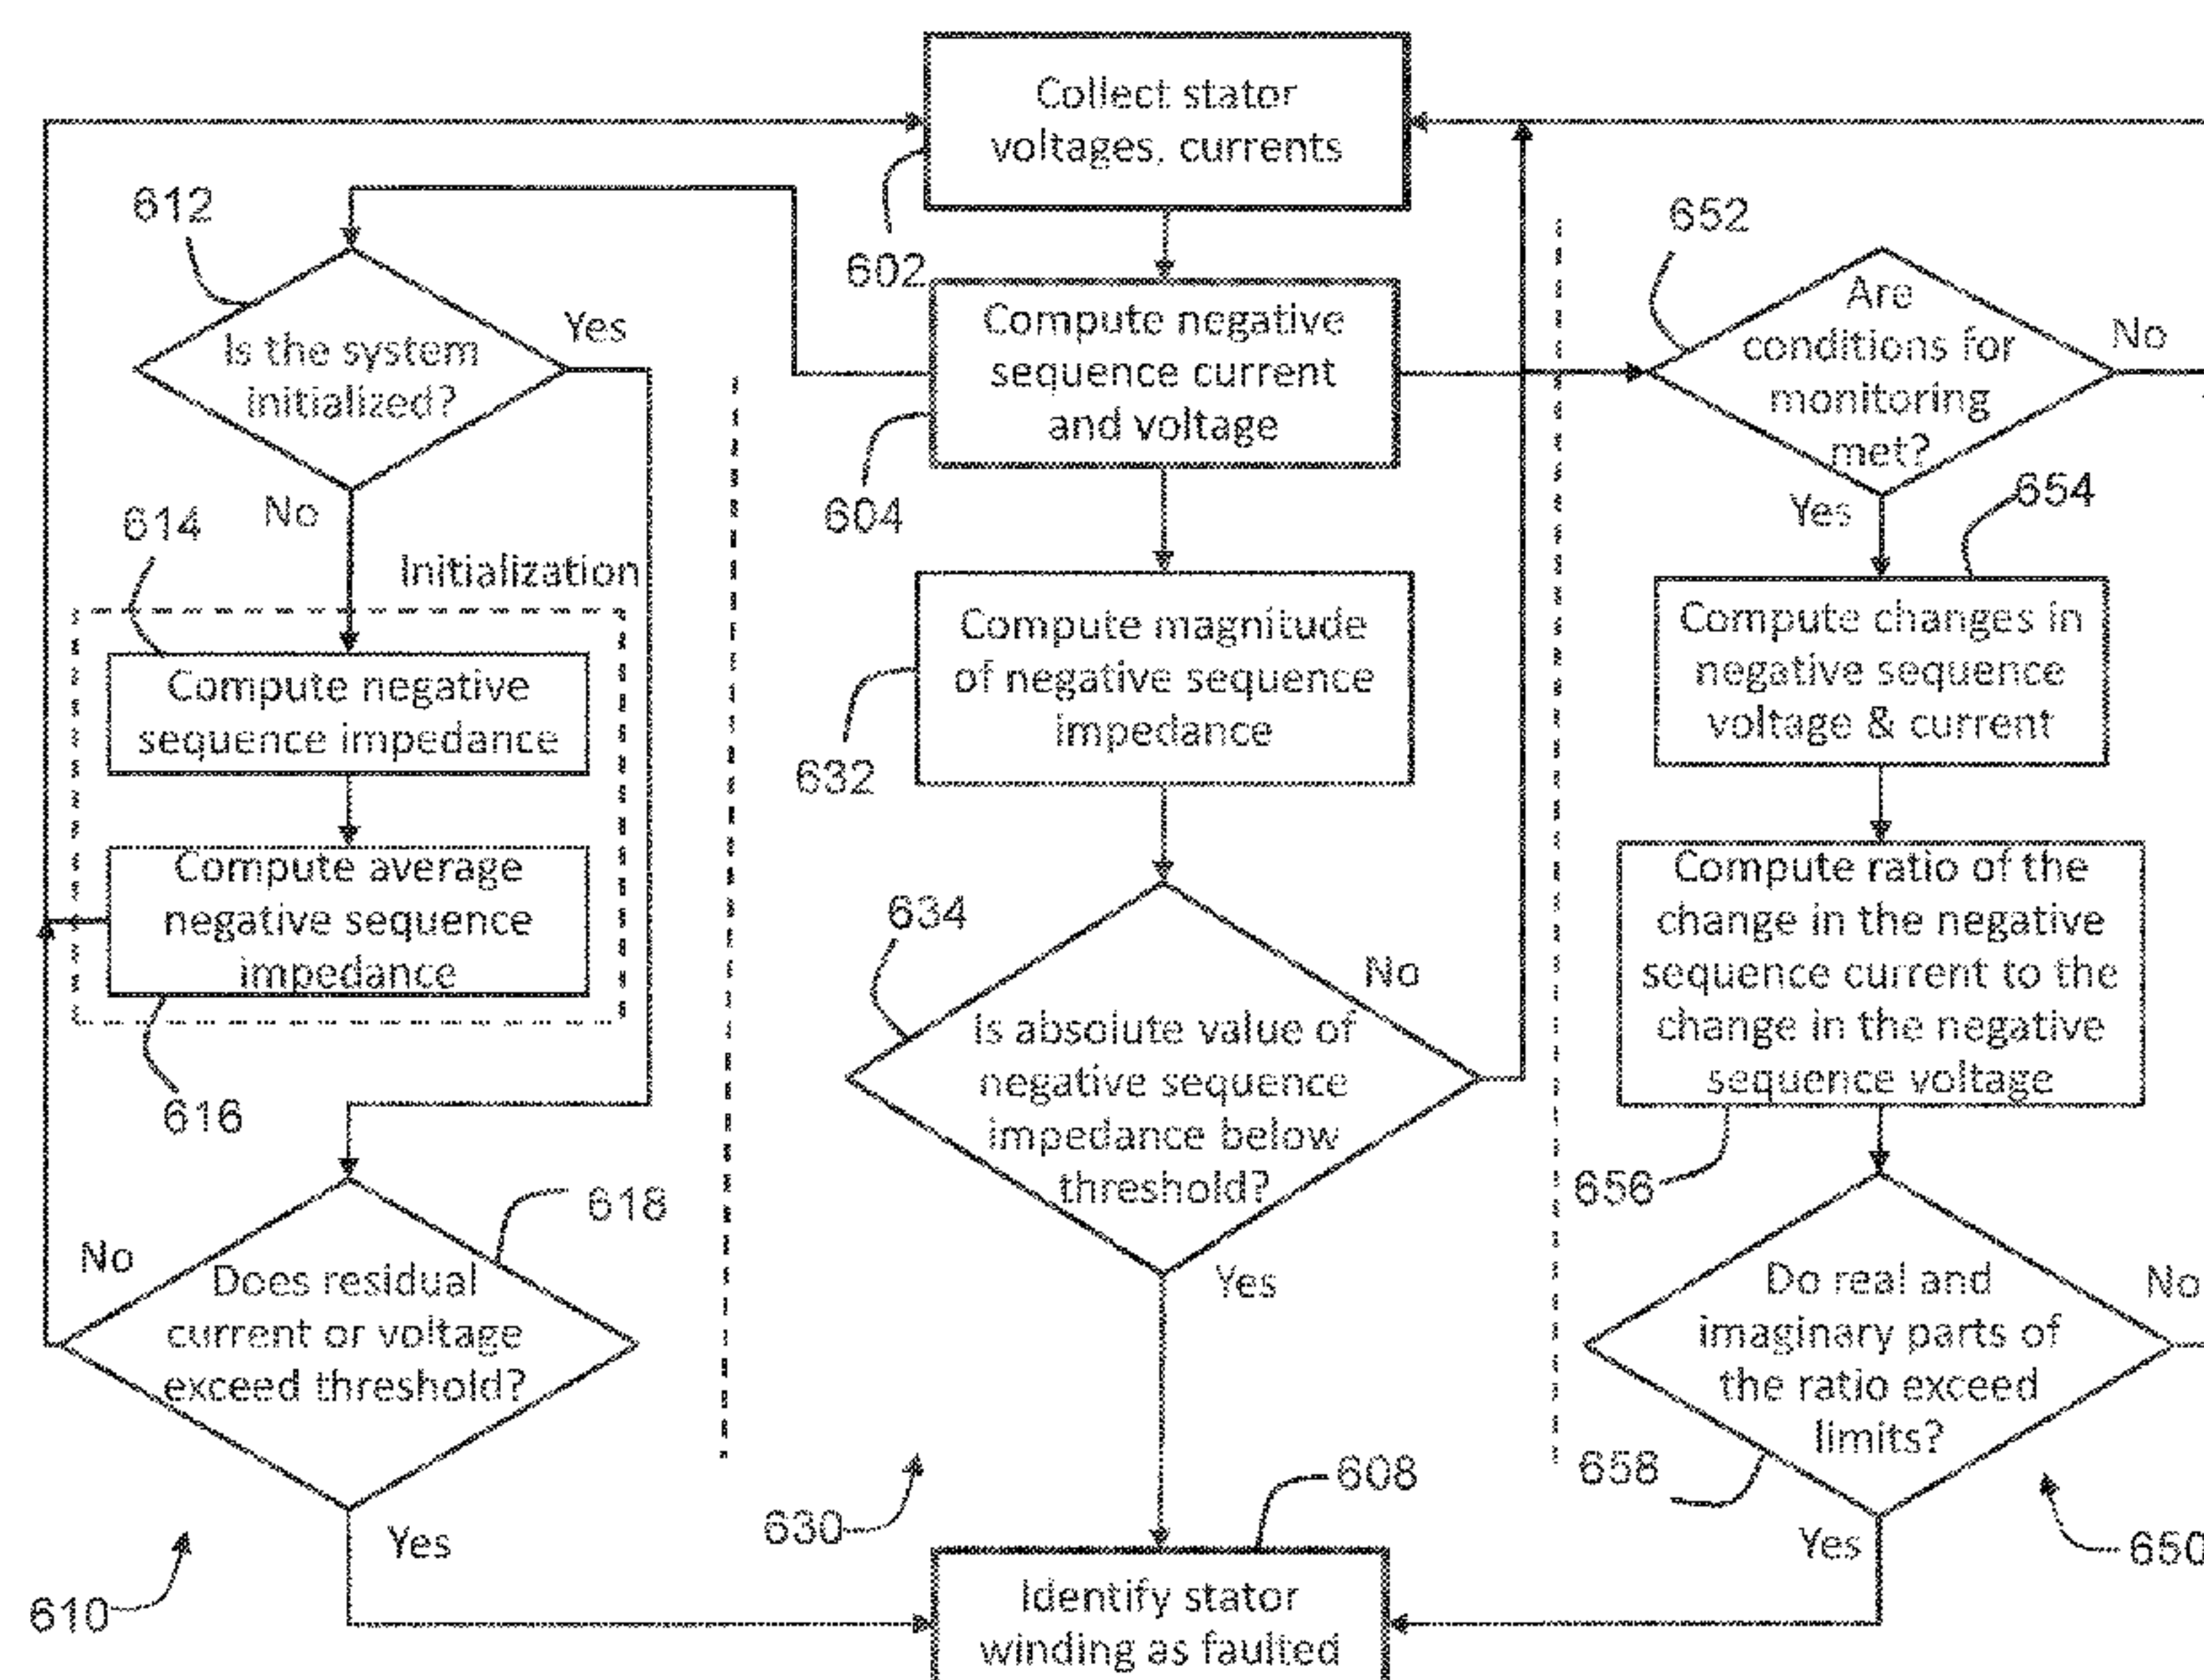 Collect stator
voltages, currents
602
Compute negative
sequence current
and voltage
604
612
Is the system
initialized?
Yes
No
614
Initialization
Compute negative
sequence impedance
Compute average
negative sequence
impedance
616
618
Does residual
current or voltage
exceed threshold?
No
Yes
610
Compute magnitude
of negative sequence
impedance
632
634
Is absolute value of
negative sequence
impedance below
threshold?
No
Yes
630
608
Identify stator
winding as faulted
652
Are
conditions for
monitoring
met?
No
Yes
654
Compute changes in
negative sequence
voltage & current
Compute ratio of the
change in the negative
sequence current to the
change in the negative
sequence voltage
656
Do real and
imaginary parts of
the ratio exceed
limits?
No
658
Yes
650